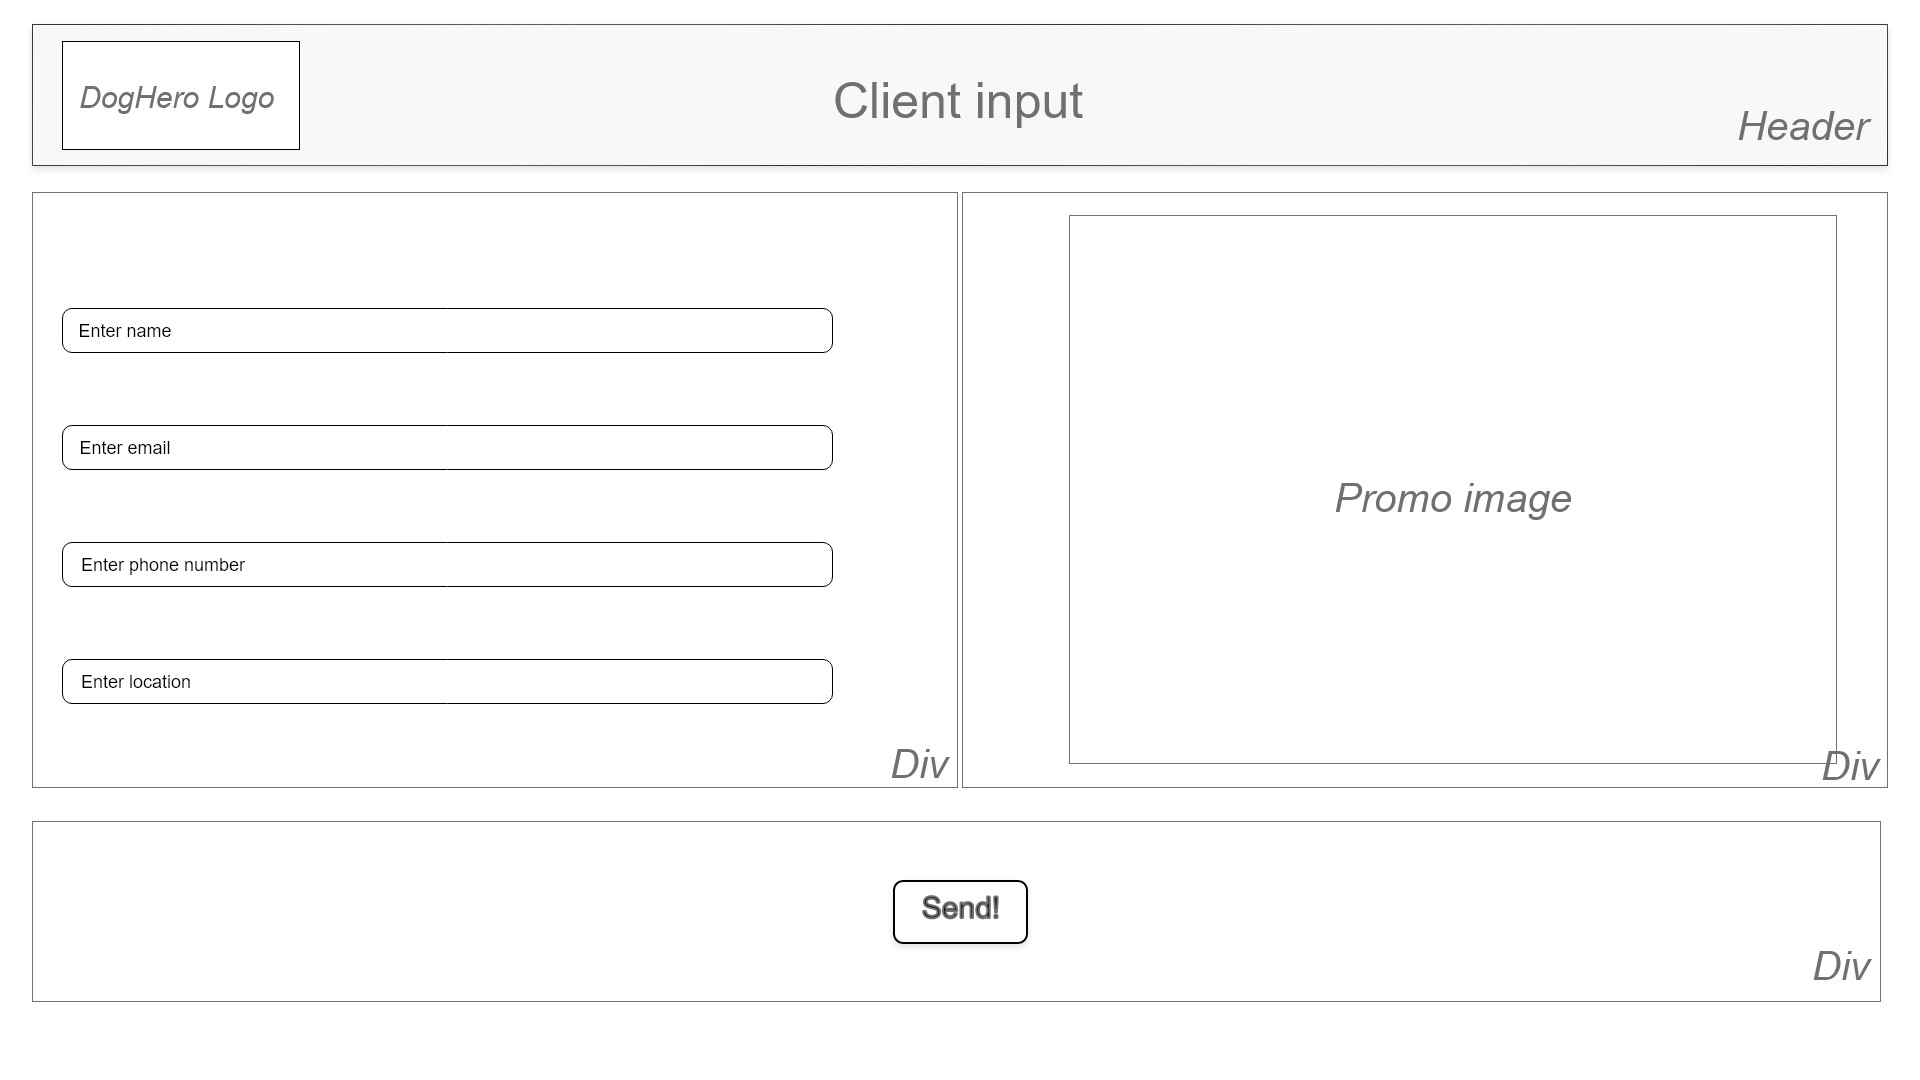 DogHero Logo
Client input
Header
Enter name
Enter email
Enter phone number
Enter location
Div
Promo image
Div
Send!
Div